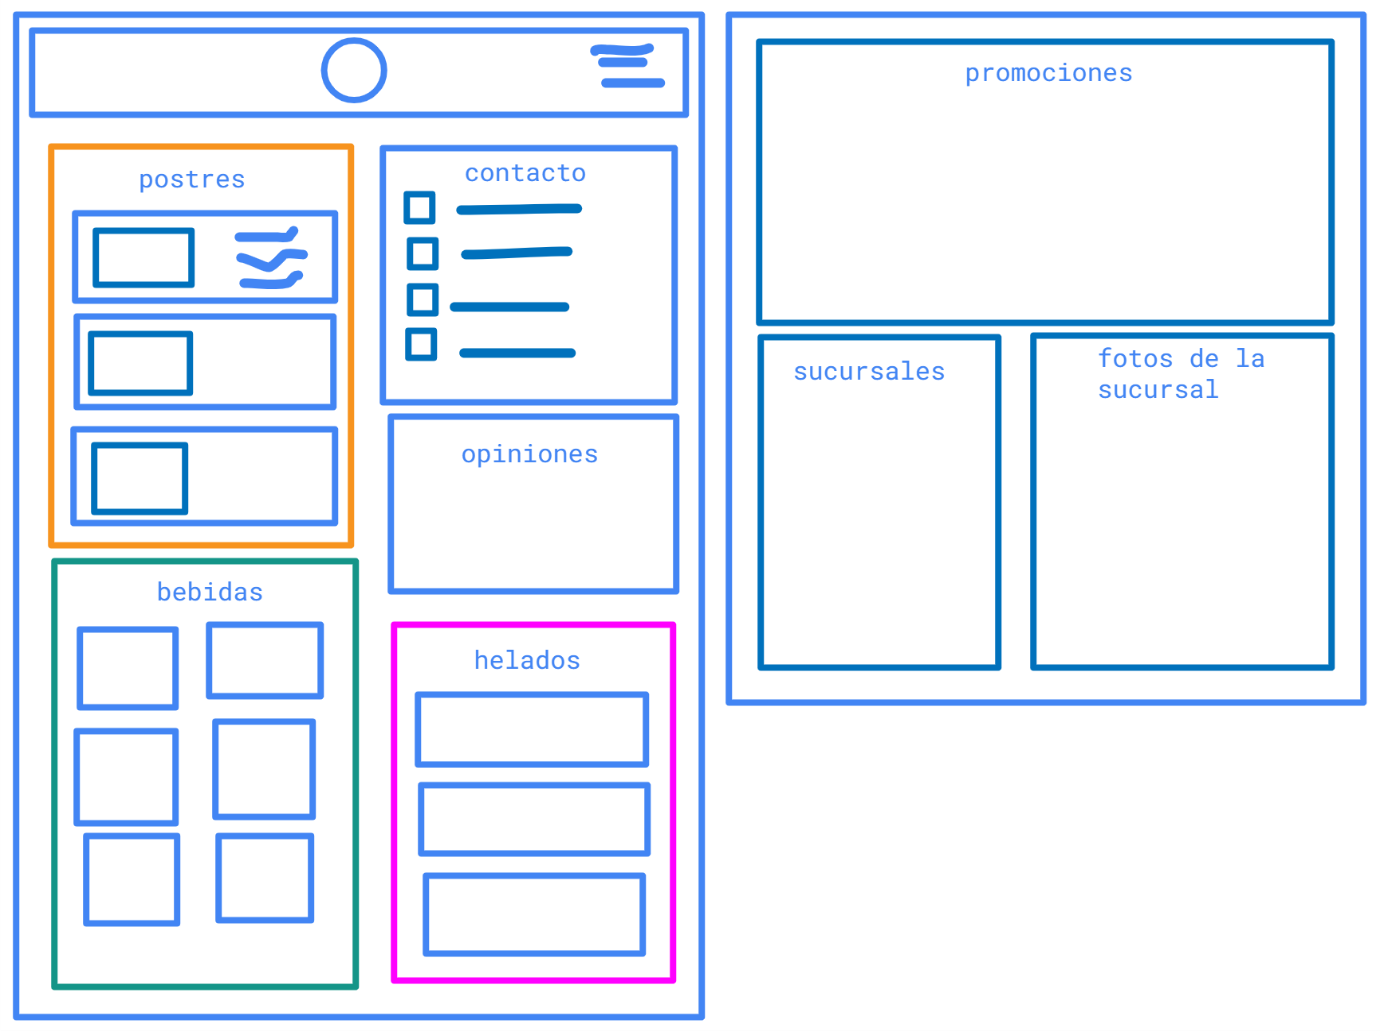 postres
contacto
opiniones
bebidas
helados
promociones
sucursales
fotos de la
sucursal